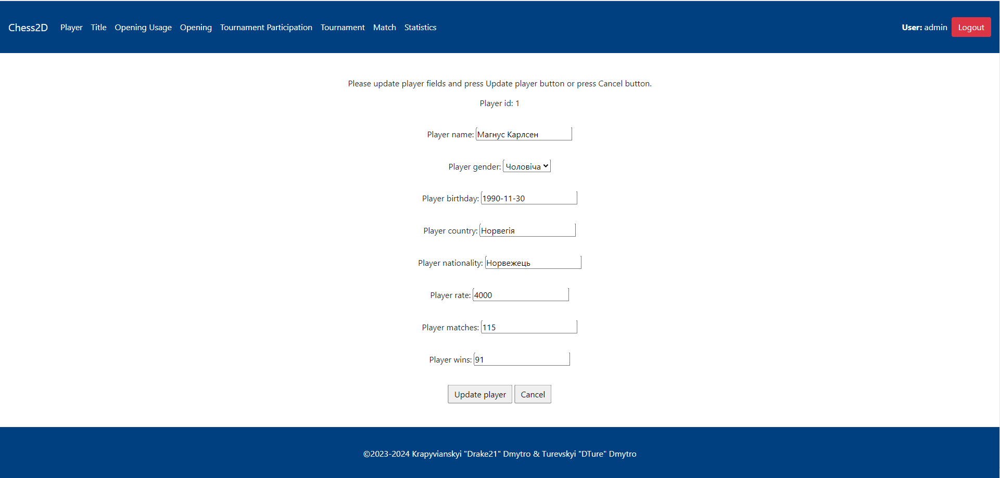 Chess2D Player Title Opening Usage Opening Tournament Participation Tournament Match Statistics User: admin Logout
Please update player fields and press Update player button or press Cancel button.
Player id: 1
Player name: Магнус Карлсен
Player gender: Чоловіча
Player birthday: 1990-11-30
Player country: Норвегія
Player nationality: Норвежець
Player rate: 4000
Player matches: 115
Player wins: 91
Update player Cancel
©2023-2024 Krapyvianskyi "Drake21" Dmytro & Turevskyi "DTure" Dmytro